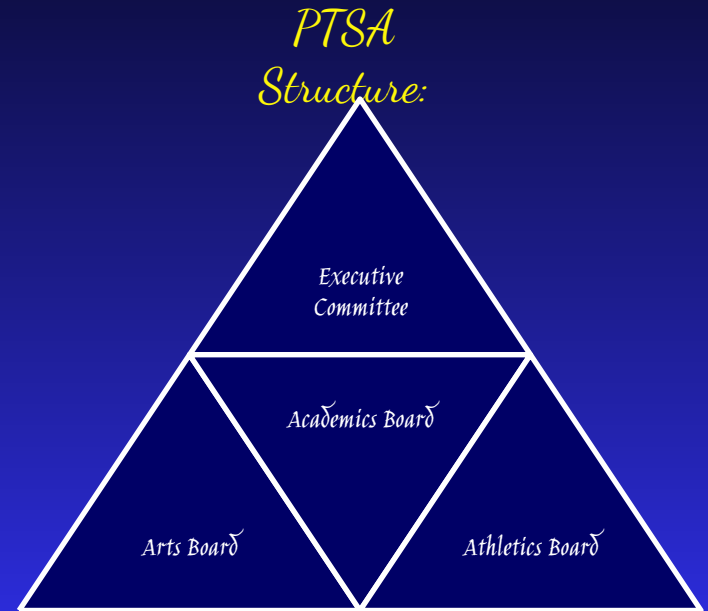 PTSA
Structure:
Executive
Committee
Academics Board
Arts Board
Athletics Board